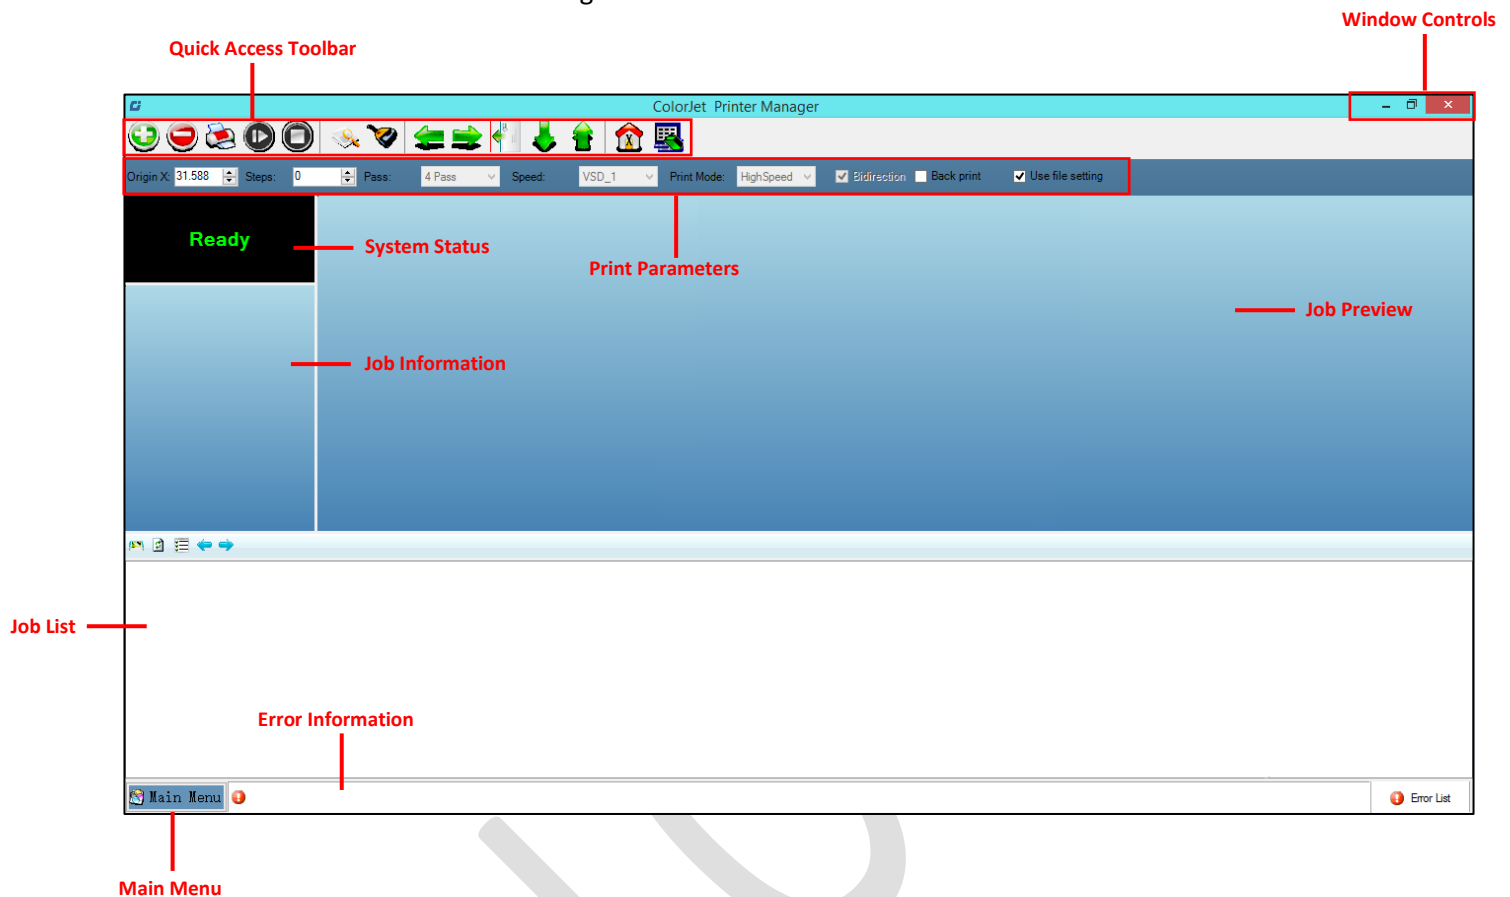 Window Controls
Quick Access Toolbar
ColorJet Printer Manager
Origin X: 31.588 Steps: 0 Pass: 4 Pass Speed: VSD_1 Print Mode: HighSpeed Bidirection Back print Use file setting
Ready
System Status
Print Parameters
Job Preview
Job Information
Job List
Error Information
Main Menu
Error List
Main Menu